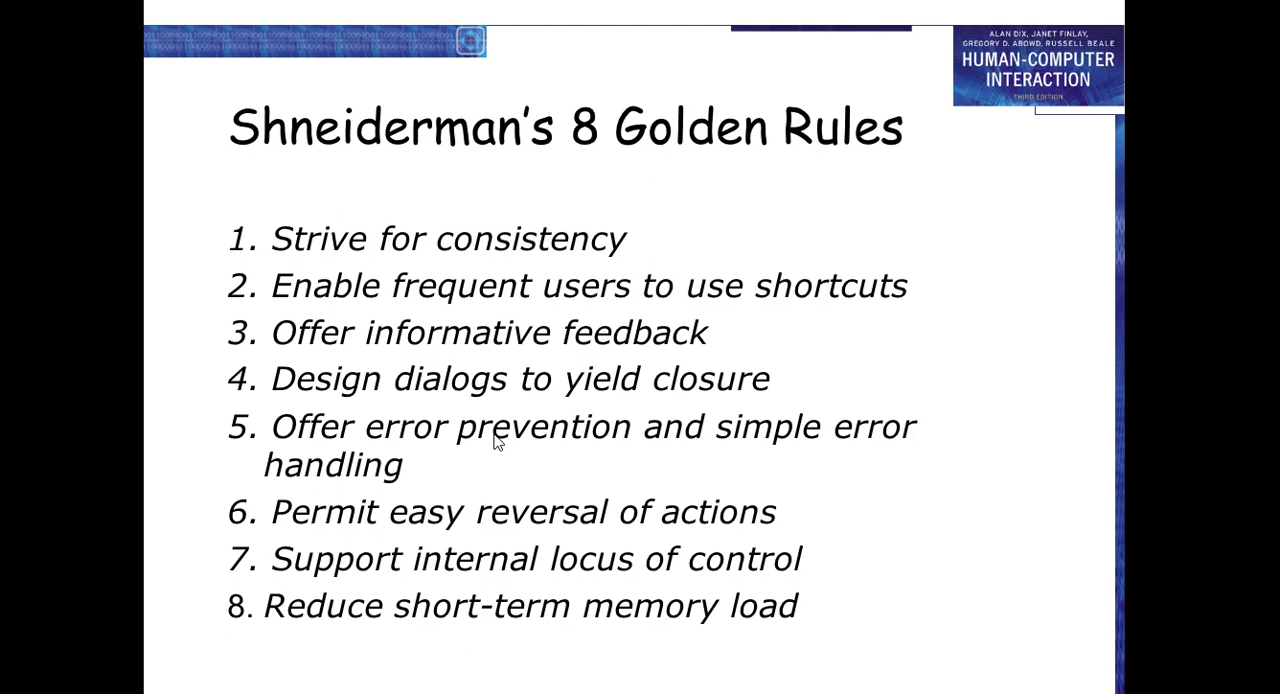 ALAN DIX, JANET FINLAY,
GREGORY D. ABOWD, RUSSELL BEALE
HUMAN-COMPUTER
INTERACTION
THIRD EDITION
Shneiderman's 8 Golden Rules
1. Strive for consistency
2. Enable frequent users to use shortcuts
3. Offer informative feedback
4. Design dialogs to yield closure
5. Offer error prevention and simple error
handling
6. Permit easy reversal of actions
7. Support internal locus of control
8. Reduce short-term memory load